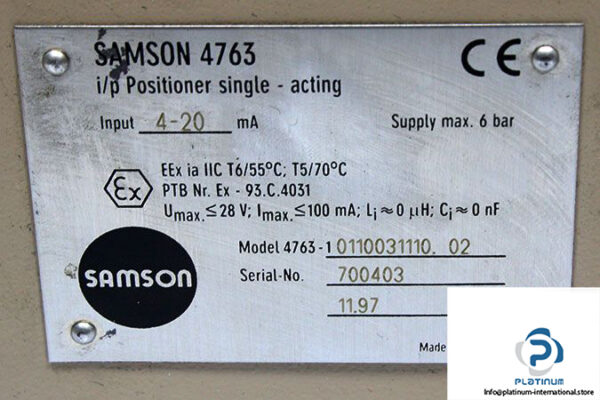 SAMSON 4763
i/p Positioner single - acting
Input 4-20 mA Supply max. 6 bar
EEx ia IIC T6/55°C; T5/70°C
PTB Nr. Ex - 93.C.4031
Umax. ≤ 28 V; Imax. ≤ 100 mA; Li ≈ 0 µH; Ci ≈ 0 nF
Model 4763-1 0110031110. 02
Serial-No. 700403
11.97
Made
CE
Ex
SAMSON
PLATINUM
Info@platinum-international.store